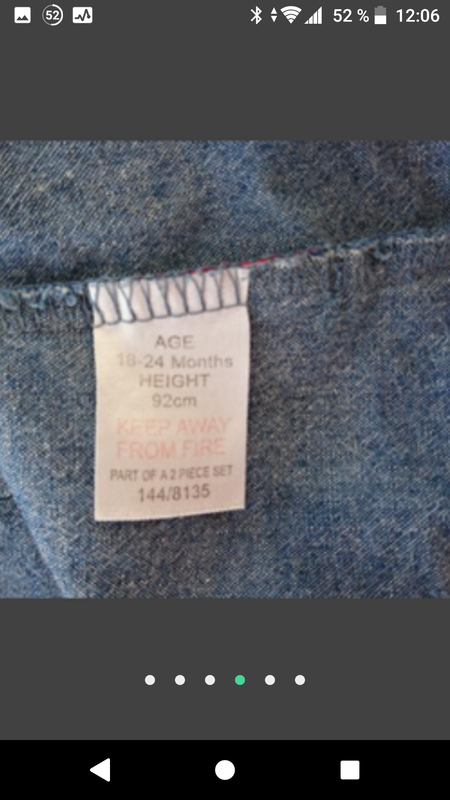 52 52 % 12:06
AGE
18-24 Months
HEIGHT
92cm
KEEP AWAY
FROM FIRE
PART OF A 2 PIECE SET
144/8135